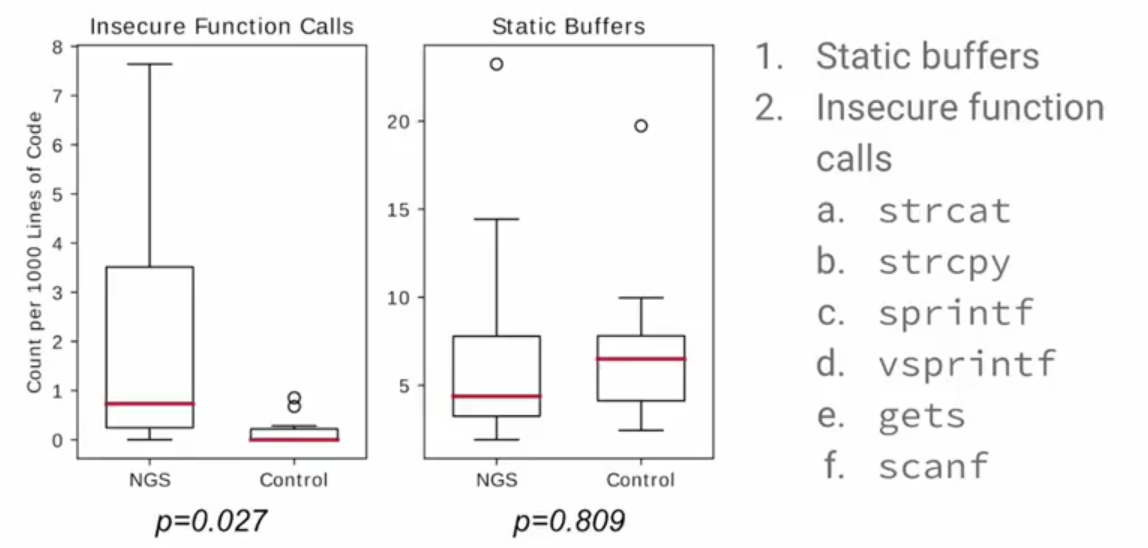 Insecure Function Calls
Count per 1000 Lines of Code
8
7
6
5
4
3
2
1
0
NGS
Control
p=0.027
Static Buffers
20
15
10
5
NGS
Control
p=0.809
1. Static buffers
2. Insecure function
calls
a. strcat
b. strcpy
c. sprintf
d. vsprintf
e. gets
f. scanf